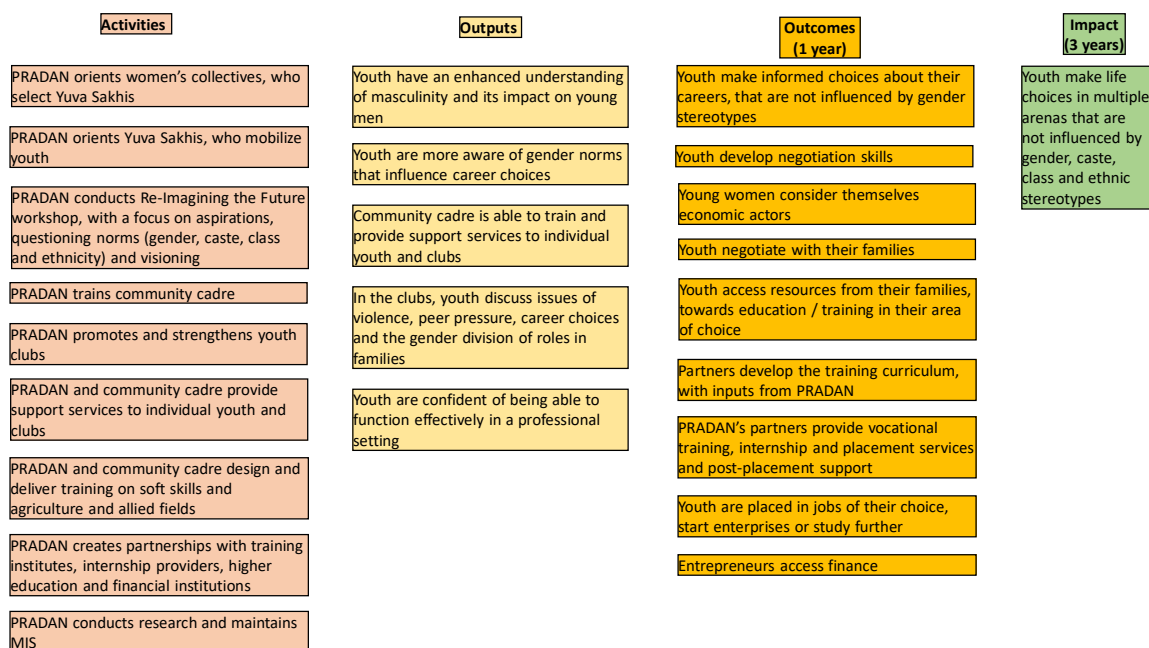 Activities
PRADAN orients women's collectives, who
select Yuva Sakhis
PRADAN orients Yuva Sakhis, who mobilize
youth
PRADAN conducts Re-Imagining the Future
workshop, with a focus on aspirations,
questioning norms (gender, caste, class
and ethnicity) and visioning
PRADAN trains community cadre
PRADAN promotes and strengthens youth
clubs
PRADAN and community cadre provide
support services to individual youth and
clubs
PRADAN and community cadre design and
deliver training on soft skills and
agriculture and allied fields
PRADAN creates partnerships with training
institutes, internship providers, higher
education and financial institutions
PRADAN conducts research and maintains
MIS
Outputs
Youth have an enhanced understanding
of masculinity and its impact on young
men
Youth are more aware of gender norms
that influence career choices
Community cadre is able to train and
provide support services to individual
youth and clubs
In the clubs, youth discuss issues of
violence, peer pressure, career choices
and the gender division of roles in
families
Youth are confident of being able to
function effectively in a professional
setting
Outcomes
(1 year)
Youth make informed choices about their
careers, that are not influenced by gender
stereotypes
Youth develop negotiation skills
Young women consider themselves
economic actors
Youth negotiate with their families
Youth access resources from their families,
towards education / training in their area
of choice
Partners develop the training curriculum,
with inputs from PRADAN
PRADAN's partners provide vocational
training, internship and placement services
and post-placement support
Youth are placed in jobs of their choice,
start enterprises or study further
Entrepreneurs access finance
Impact
(3 years)
Youth make life
choices in multiple
arenas that are
not influenced by
gender, caste,
class and ethnic
stereotypes